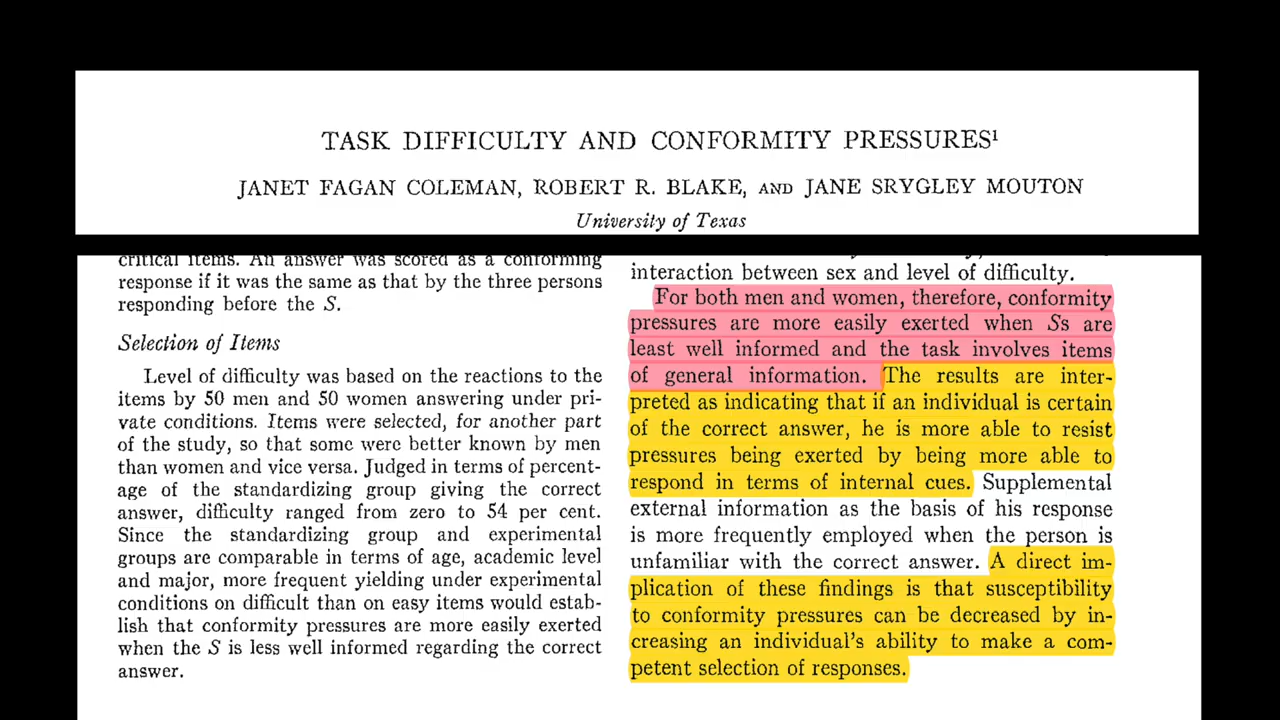 TASK DIFFICULTY AND CONFORMITY PRESSURES¹
JANET FAGAN COLEMAN, ROBERT R. BLAKE, AND JANE SRYGLEY MOUTON
University of Texas
critical items. An answer was scored as a conforming
response if it was the same as that by the three persons
responding before the S.
Selection of Items
Level of difficulty was based on the reactions to the
items by 50 men and 50 women answering under pri-
vate conditions. Items were selected, for another part
of the study, so that some were better known by men
than women and vice versa. Judged in terms of percent-
age of the standardizing group giving the correct
answer, difficulty ranged from zero to 54 per cent.
Since the standardizing group and experimental
groups are comparable in terms of age, academic level
and major, more frequent yielding under experimental
conditions on difficult than on easy items would estab-
lish that conformity pressures are more easily exerted
when the S is less well informed regarding the correct
answer.
interaction between sex and level of difficulty.
For both men and women, therefore, conformity
pressures are more easily exerted when Ss are
least well informed and the task involves items
of general information. The results are inter-
preted as indicating that if an individual is certain
of the correct answer, he is more able to resist
pressures being exerted by being more able to
respond in terms of internal cues. Supplemental
external information as the basis of his response
is more frequently employed when the person is
unfamiliar with the correct answer. A direct im-
plication of these findings is that susceptibility
to conformity pressures can be decreased by in-
creasing an individual's ability to make a com-
petent selection of responses.